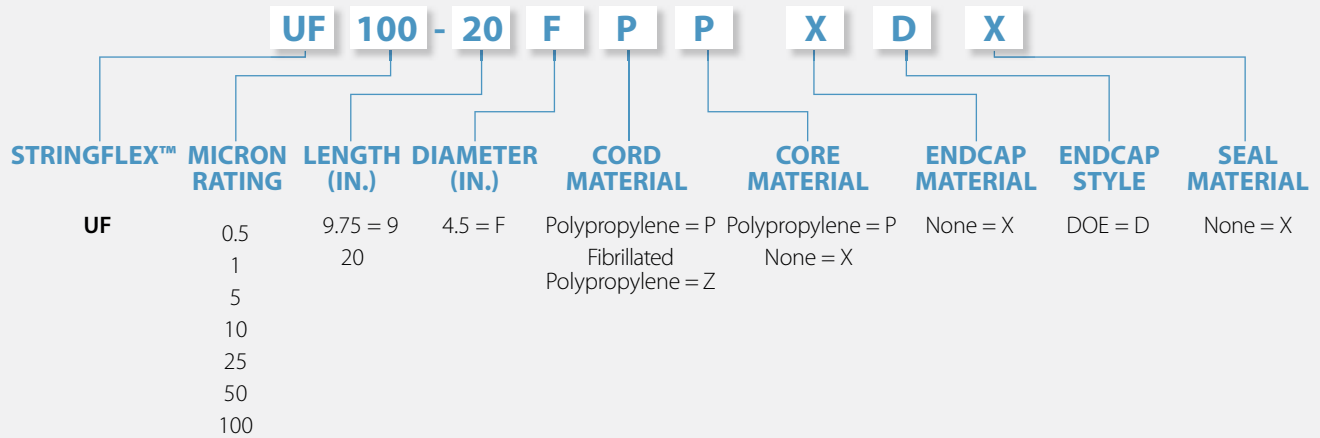 UF 100 - 20 F P P X D X
STRINGFLEX™ MICRON LENGTH DIAMETER CORD CORE ENDCAP ENDCAP SEAL
RATING (IN.) (IN.) MATERIAL MATERIAL MATERIAL STYLE MATERIAL
UF 0.5 9.75 = 9 4.5 = F Polypropylene = P Polypropylene = P None = X DOE = D None = X
1 20 Fibrillated None = X
Polypropylene = Z
5
10
25
50
100